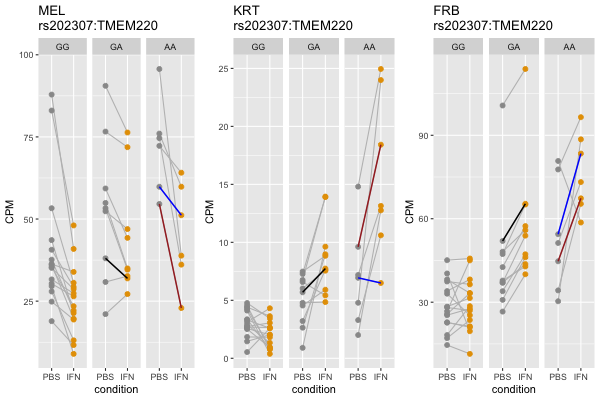 MEL
rs202307:TMEM220
GG GA AA
CPM
100
75
50
25
PBS IFN PBS IFN PBS IFN
condition
KRT
rs202307:TMEM220
GG GA AA
CPM
25
20
15
10
5
0
PBS IFN PBS IFN PBS IFN
condition
FRB
rs202307:TMEM220
GG GA AA
CPM
90
60
30
PBS IFN PBS IFN PBS IFN
condition